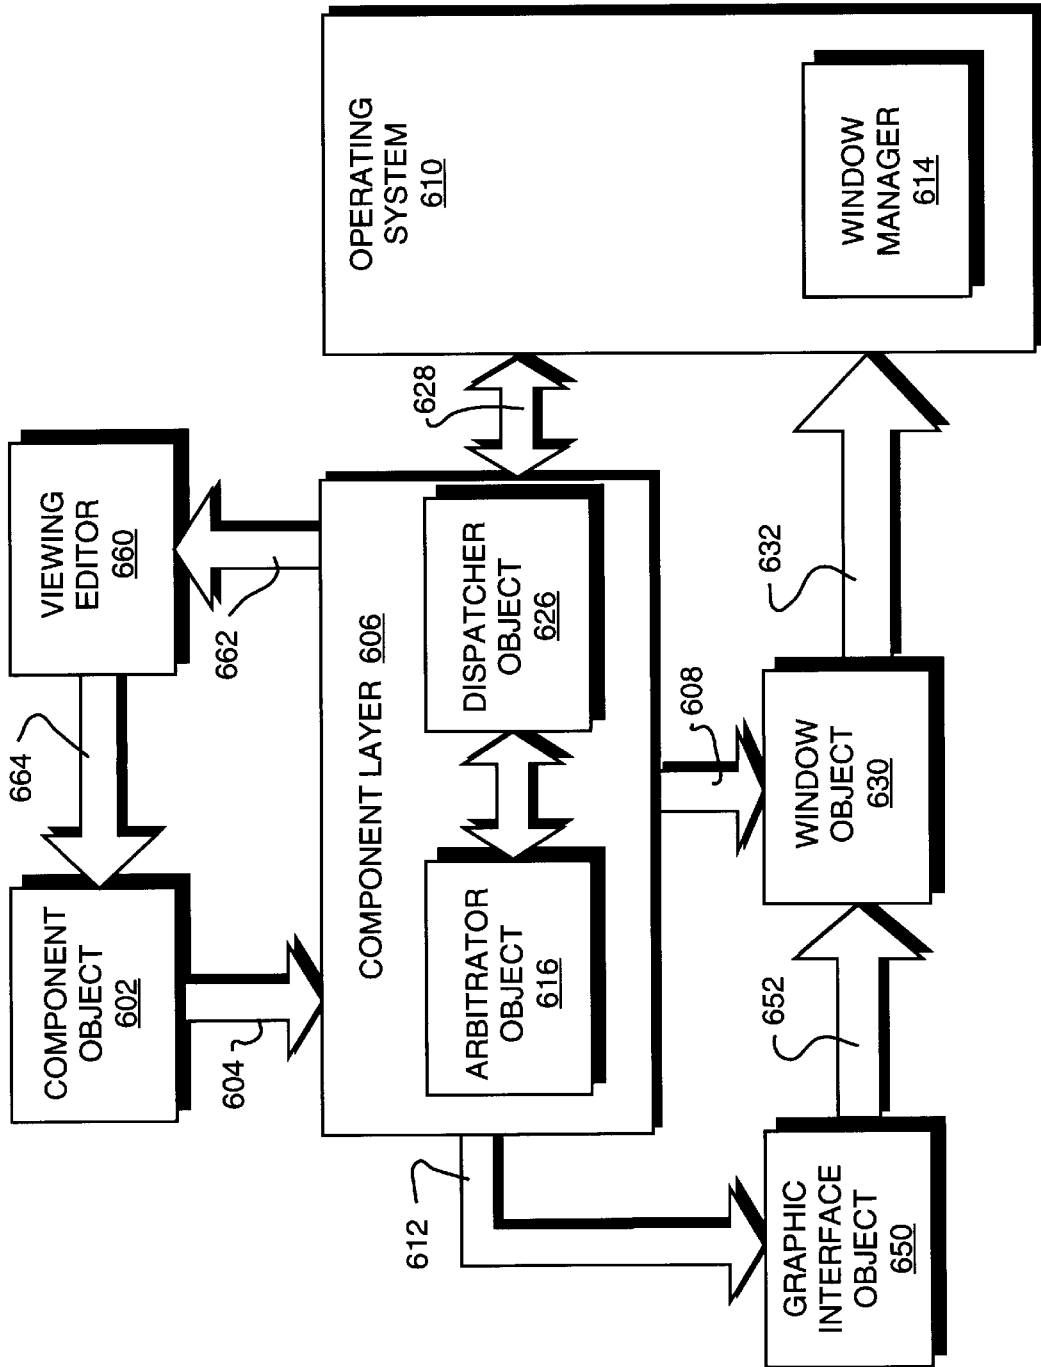 COMPONENT
OBJECT
602
664
VIEWING
EDITOR
660
604
662
COMPONENT LAYER 606
ARBITRATOR
OBJECT
616
DISPATCHER
OBJECT
626
628
OPERATING
SYSTEM
610
WINDOW
MANAGER
614
612
608
GRAPHIC
INTERFACE
OBJECT
650
652
WINDOW
OBJECT
630
632